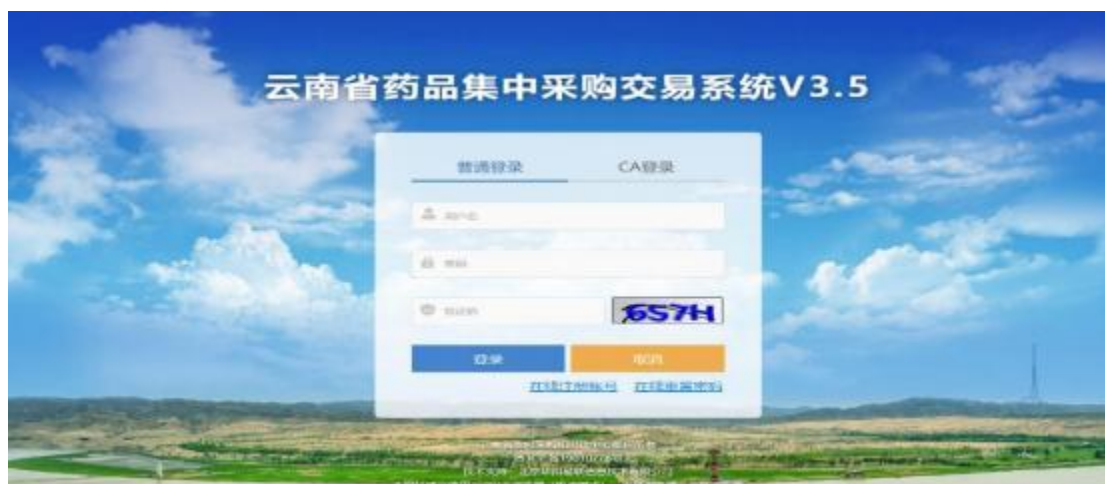 云南省药品集中采购交易系统V3.5
普通登录 CA登录
用户名
密码
验证码 657H
登录 取消
在线注册账号 在线重置密码